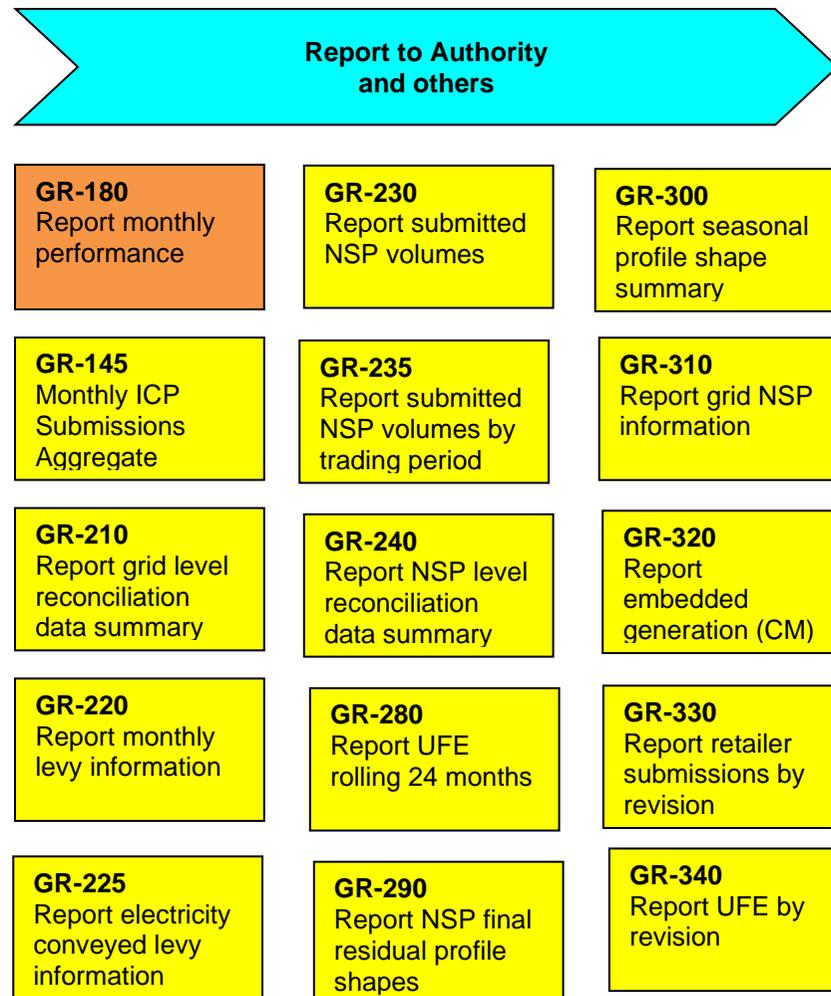 Report to Authority
and others
GR-180
Report monthly
performance
GR-230
Report submitted
NSP volumes
GR-300
Report seasonal
profile shape
summary
GR-145
Monthly ICP
Submissions
Aggregate
GR-235
Report submitted
NSP volumes by
trading period
GR-310
Report grid NSP
information
GR-210
Report grid level
reconciliation
data summary
GR-240
Report NSP level
reconciliation
data summary
GR-320
Report
embedded
generation (CM)
GR-220
Report monthly
levy information
GR-280
Report UFE
rolling 24 months
GR-330
Report retailer
submissions by
revision
GR-225
Report electricity
conveyed levy
information
GR-290
Report NSP final
residual profile
shapes
GR-340
Report UFE by
revision